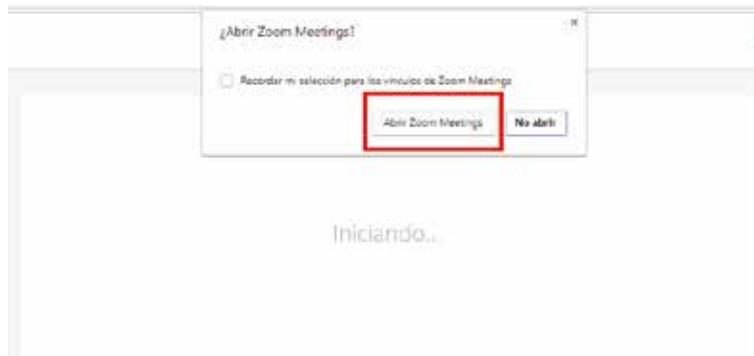 ¿Abrir Zoom Meetings?
Recordar mi selección para los vínculos de Zoom Meetings
Abrir Zoom Meetings No abrir
Iniciando...